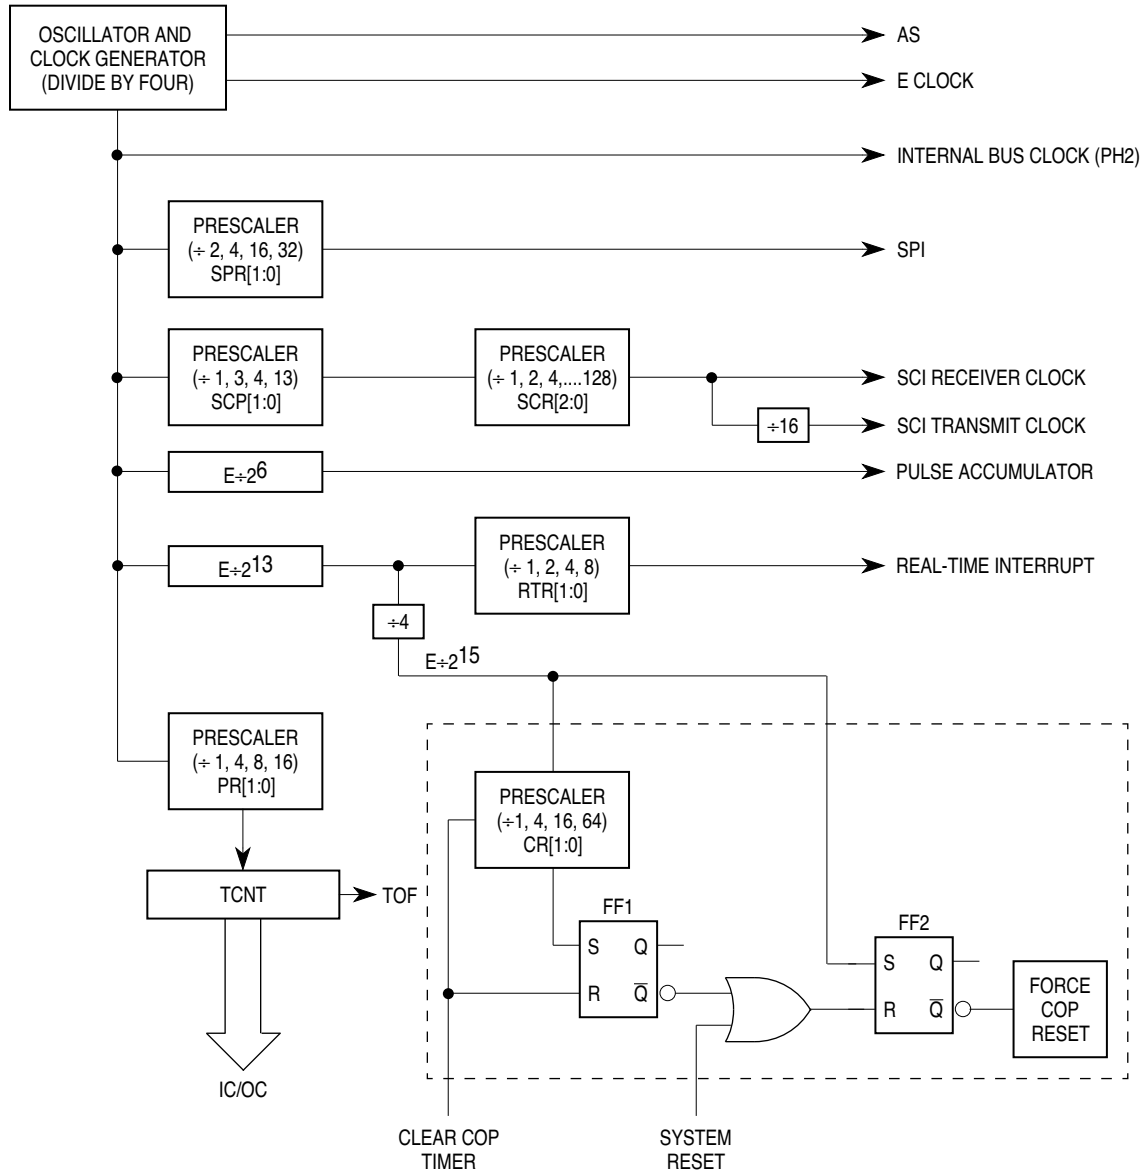 OSCILLATOR AND
CLOCK GENERATOR
(DIVIDE BY FOUR)
AS
E CLOCK
INTERNAL BUS CLOCK (PH2)
PRESCALER
(÷ 2, 4, 16, 32)
SPR[1:0]
SPI
PRESCALER
(÷ 1, 3, 4, 13)
SCP[1:0]
PRESCALER
(÷ 1, 2, 4,....128)
SCR[2:0]
SCI RECEIVER CLOCK
÷16
SCI TRANSMIT CLOCK
E÷2⁶
PULSE ACCUMULATOR
E÷2¹³
PRESCALER
(÷ 1, 2, 4, 8)
RTR[1:0]
REAL-TIME INTERRUPT
÷4
E÷2¹⁵
PRESCALER
(÷ 1, 4, 8, 16)
PR[1:0]
TCNT
TOF
IC/OC
PRESCALER
(÷1, 4, 16, 64)
CR[1:0]
FF1
S Q
R Q̅
FF2
S Q
R Q̅
FORCE
COP
RESET
CLEAR COP
TIMER
SYSTEM
RESET